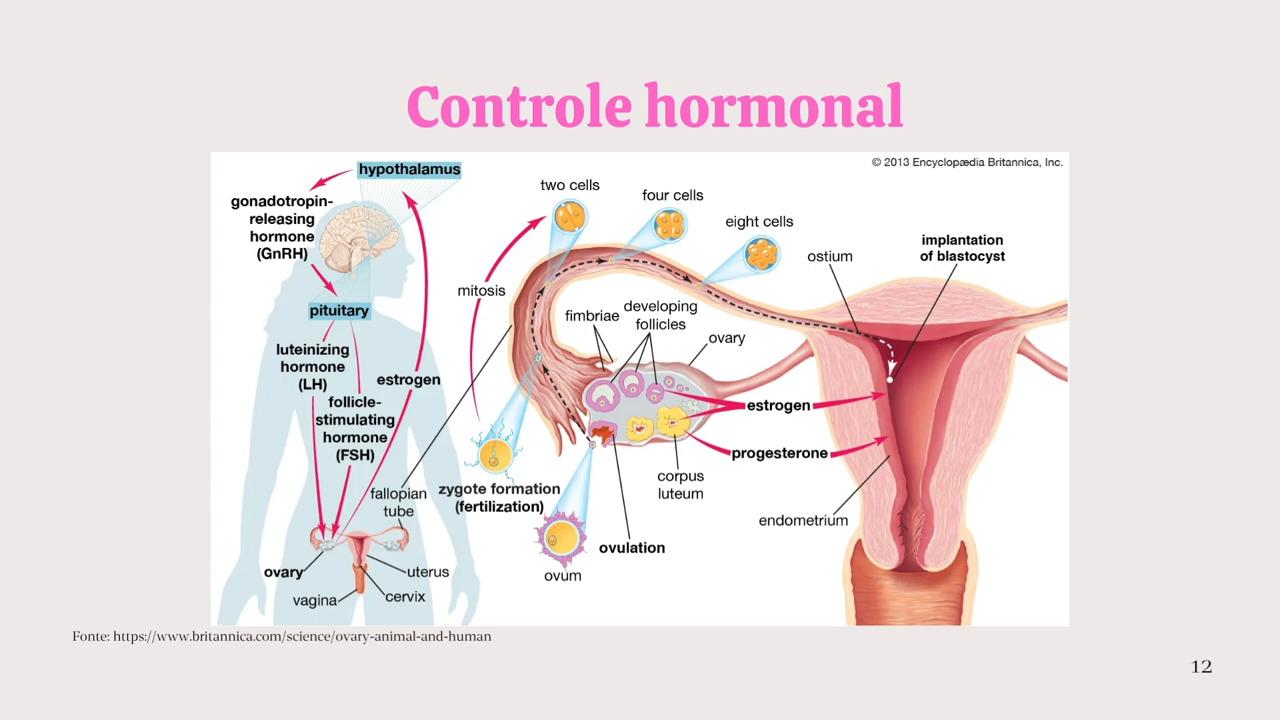 Controle hormonal
© 2013 Encyclopædia Britannica, Inc.
hypothalamus
gonadotropin-
releasing
hormone
(GnRH)
pituitary
luteinizing
hormone
(LH)
estrogen
follicle-
stimulating
hormone
(FSH)
fallopian
tube
ovary
uterus
vagina
cervix
two cells
four cells
eight cells
mitosis
fimbriae
developing
follicles
ovary
ostium
implantation
of blastocyst
estrogen
progesterone
corpus
luteum
zygote formation
(fertilization)
endometrium
ovulation
ovum
Fonte: https://www.britannica.com/science/ovary-animal-and-human
12